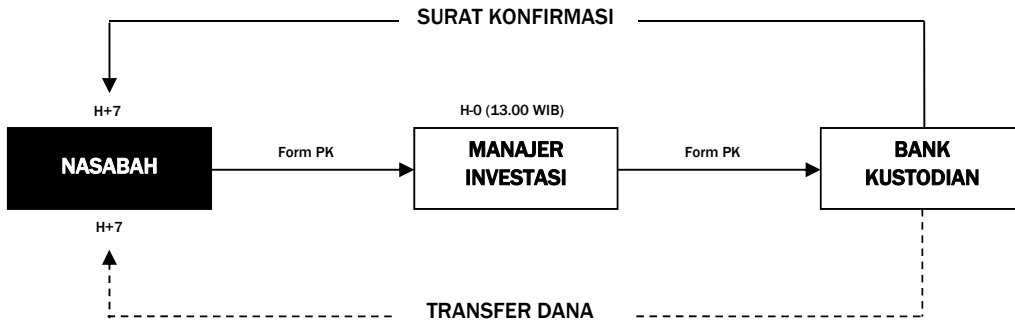 SURAT KONFIRMASI
H+7
H-0 (13.00 WIB)
NASABAH
Form PK
MANAJER
INVESTASI
Form PK
BANK
KUSTODIAN
H+7
TRANSFER DANA